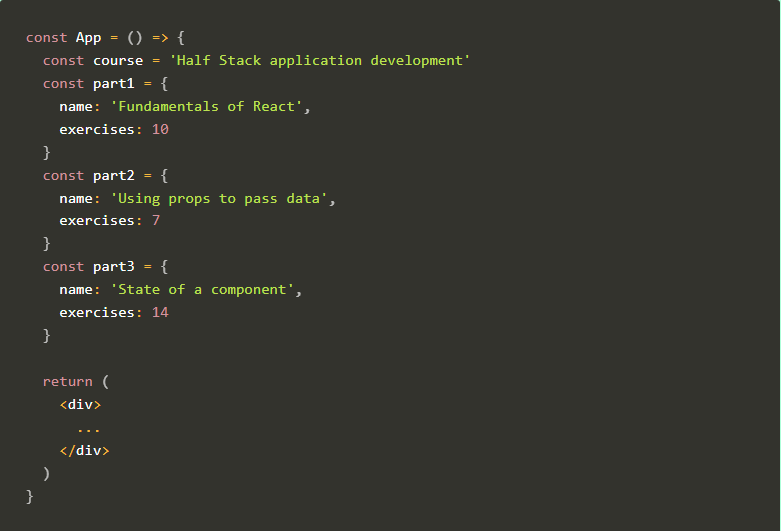 const App = () => {
  const course = 'Half Stack application development'
  const part1 = {
    name: 'Fundamentals of React',
    exercises: 10
  }
  const part2 = {
    name: 'Using props to pass data',
    exercises: 7
  }
  const part3 = {
    name: 'State of a component',
    exercises: 14
  }

  return (
    <div>
      ...
    </div>
  )
}